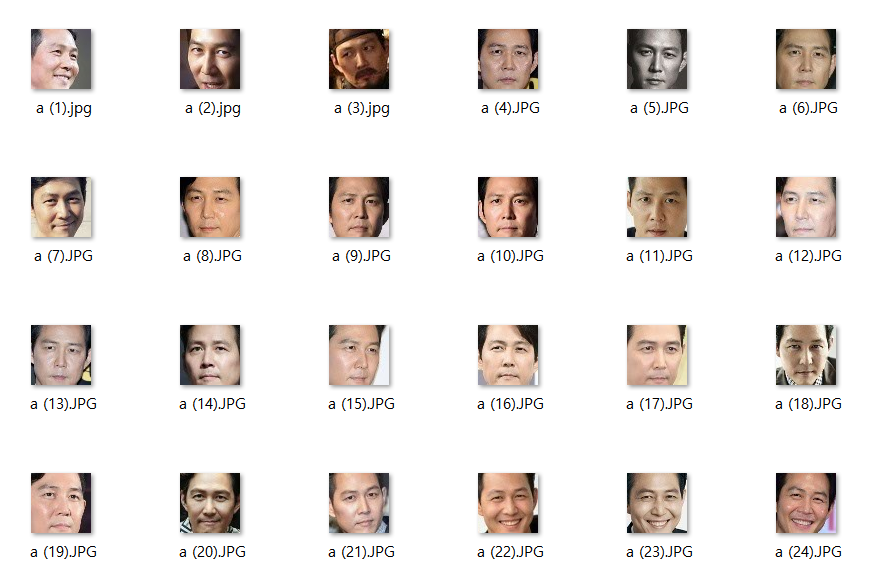 a (1).jpg a (2).jpg a (3).jpg a (4).JPG a (5).JPG a (6).JPG
a (7).JPG a (8).JPG a (9).JPG a (10).JPG a (11).JPG a (12).JPG
a (13).JPG a (14).JPG a (15).JPG a (16).JPG a (17).JPG a (18).JPG
a (19).JPG a (20).JPG a (21).JPG a (22).JPG a (23).JPG a (24).JPG